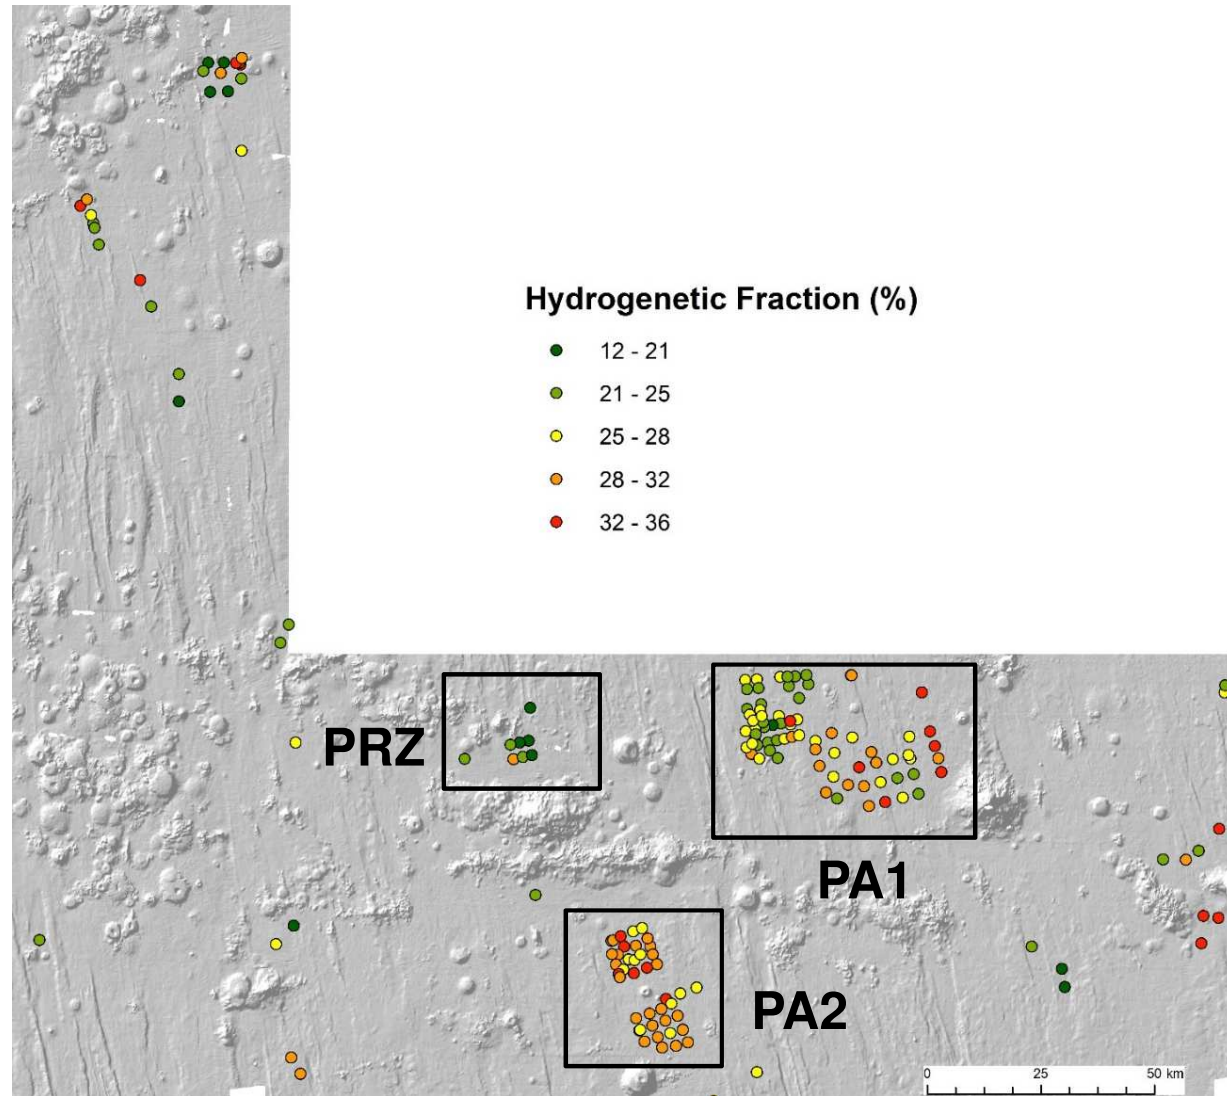 Hydrogenetic Fraction (%)
12 - 21
21 - 25
25 - 28
28 - 32
32 - 36
PRZ
PA1
PA2
0 25 50 km